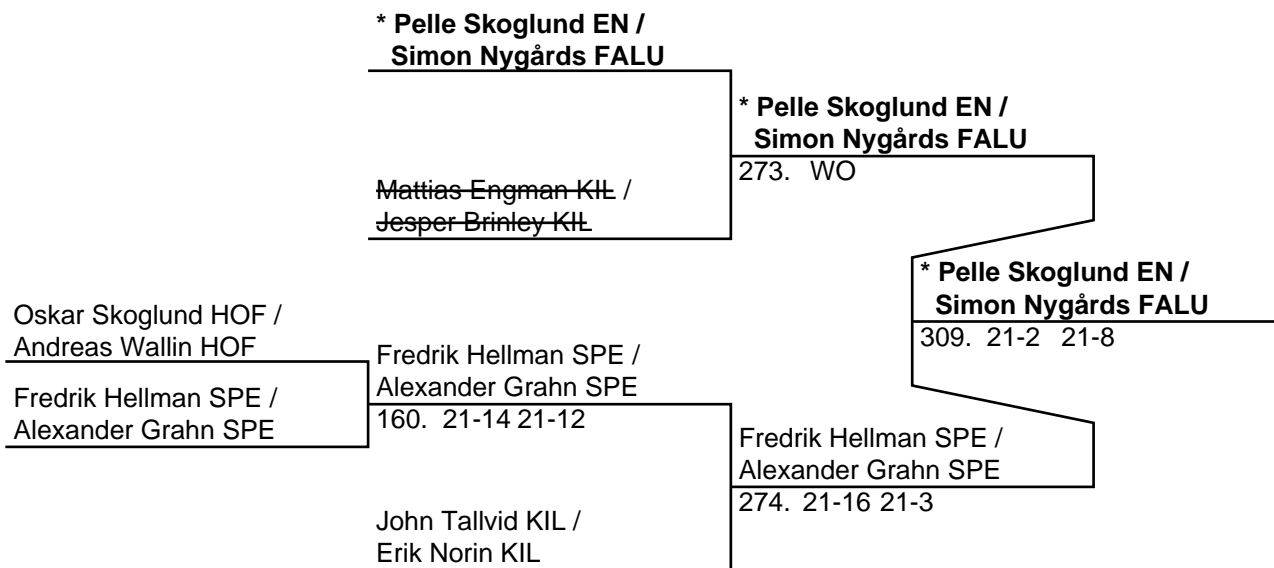 * Pelle Skoglund EN /
Simon Nygårds FALU
* Pelle Skoglund EN /
Simon Nygårds FALU
273. WO
Mattias Engman KIL /
Jesper Brinley KIL
* Pelle Skoglund EN /
Simon Nygårds FALU
309. 21-2 21-8
Oskar Skoglund HOF /
Andreas Wallin HOF
Fredrik Hellman SPE /
Alexander Grahn SPE
160. 21-14 21-12
Fredrik Hellman SPE /
Alexander Grahn SPE
Fredrik Hellman SPE /
Alexander Grahn SPE
274. 21-16 21-3
John Tallvid KIL /
Erik Norin KIL